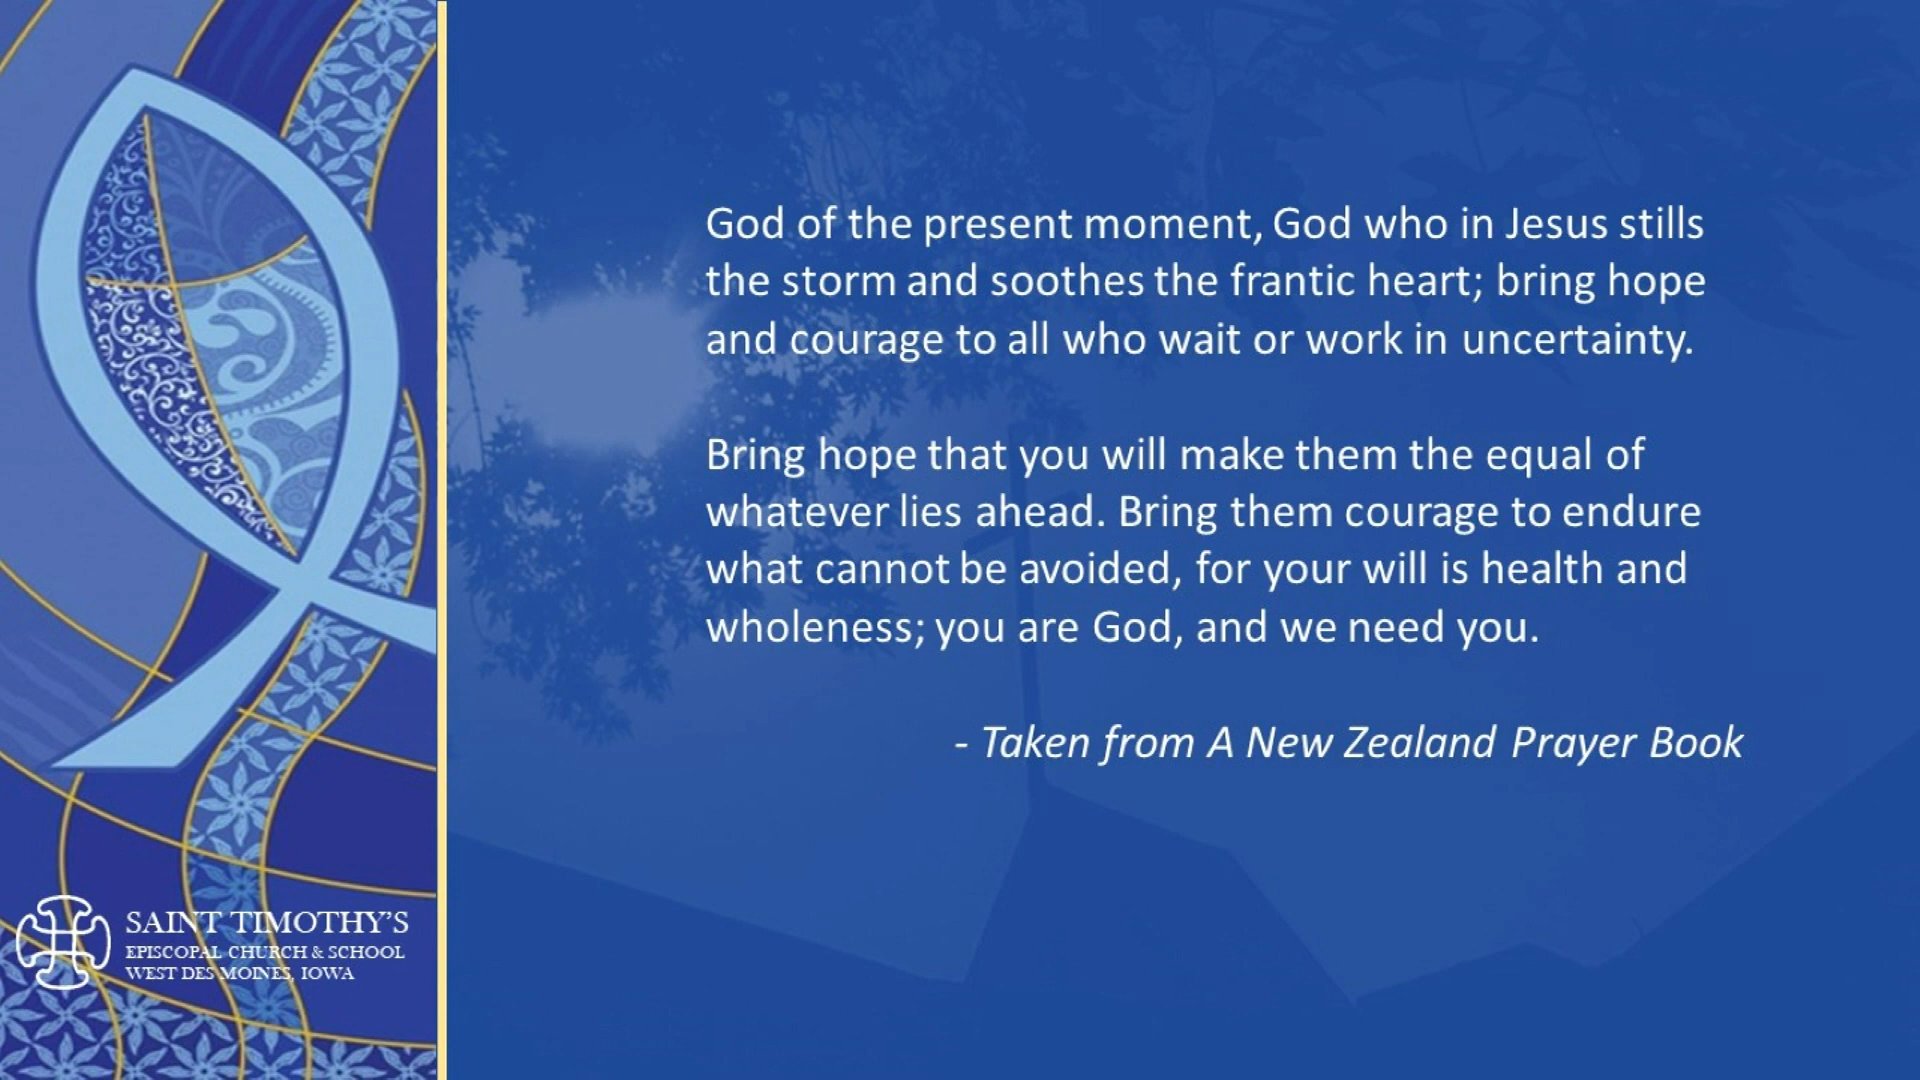 God of the present moment, God who in Jesus stills
the storm and soothes the frantic heart; bring hope
and courage to all who wait or work in uncertainty.
Bring hope that you will make them the equal of
whatever lies ahead. Bring them courage to endure
what cannot be avoided, for your will is health and
wholeness; you are God, and we need you.
- Taken from A New Zealand Prayer Book
SAINT TIMOTHY'S
EPISCOPAL CHURCH & SCHOOL
WEST DES MOINES, IOWA